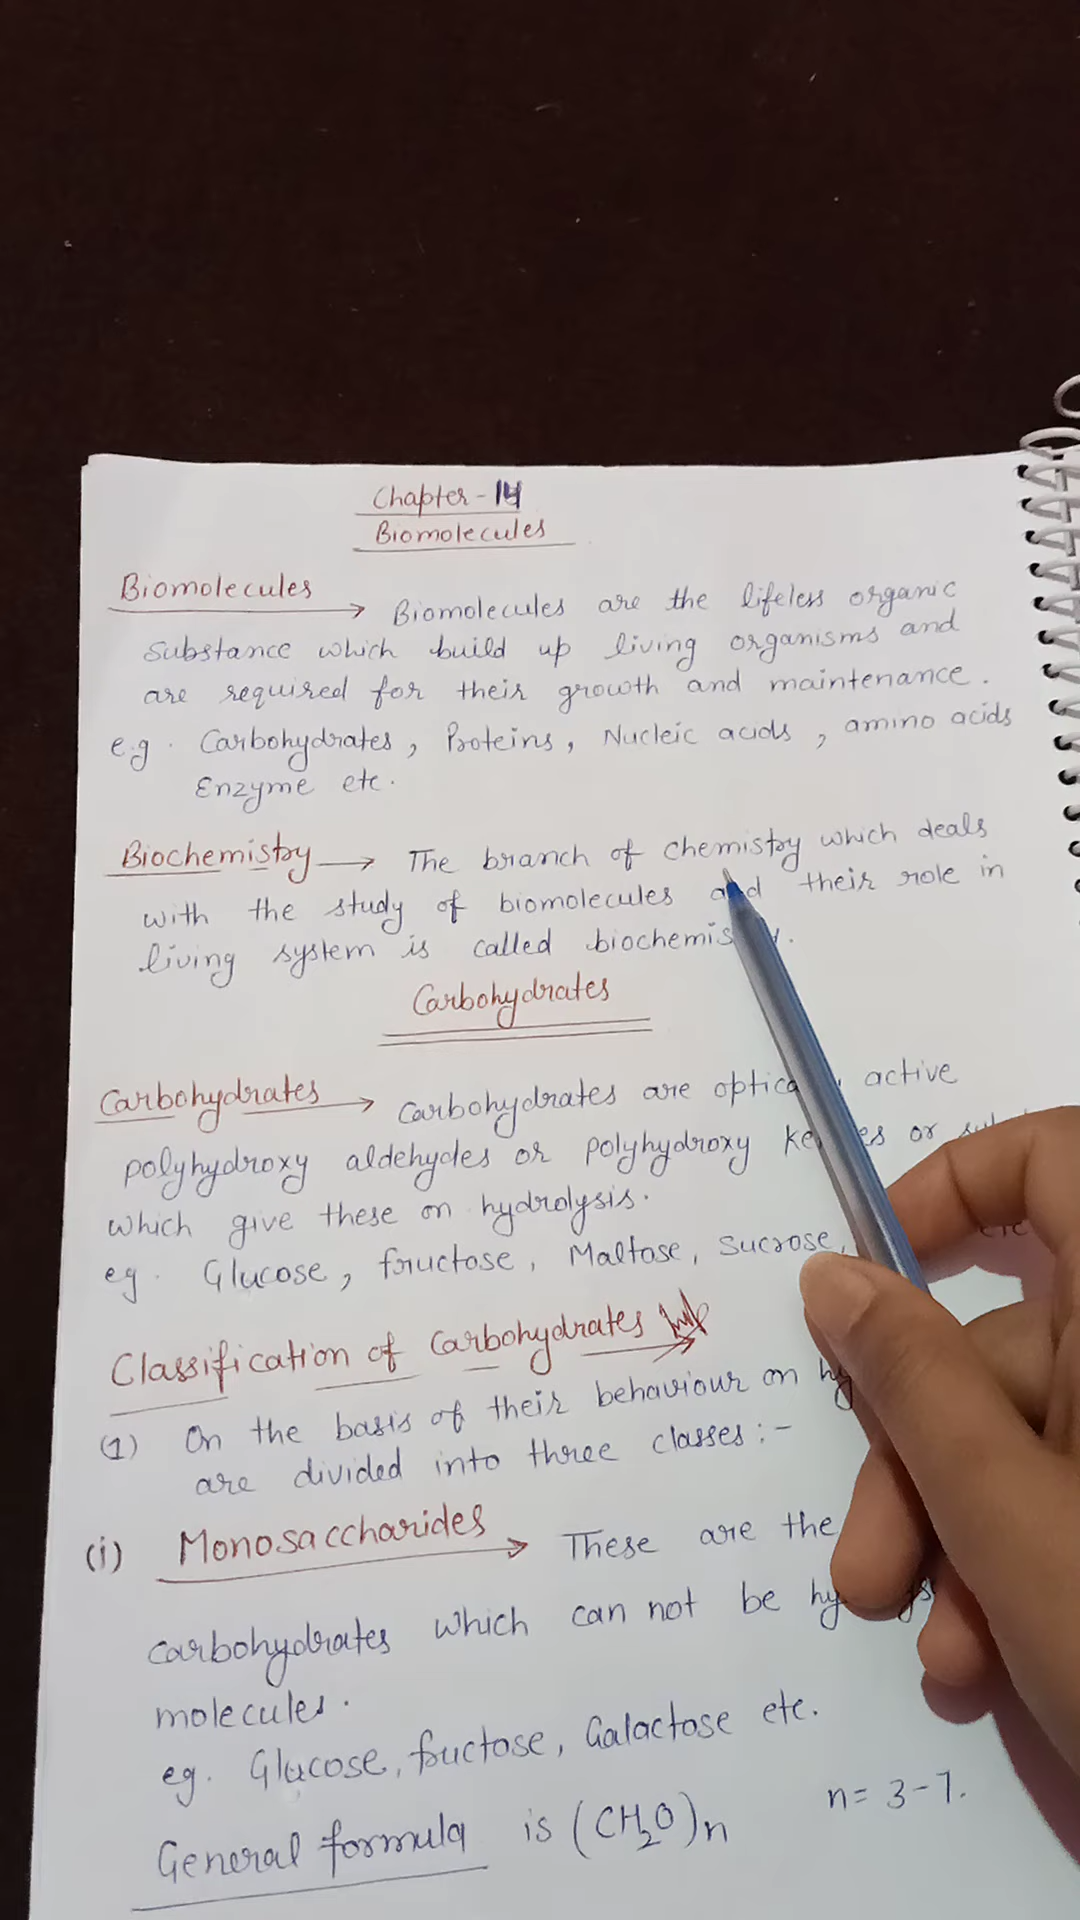 Chapter-14
Biomolecules
Biomolecules → Biomolecules are the lifeless organic
substance which build up living organisms and
are required for their growth and maintenance.
e.g. Carbohydrates, Proteins, Nucleic acids, amino acids
Enzyme etc.
Biochemistry → The branch of chemistry which deals
with the study of biomolecules and their role in
living system is called biochemis
Carbohydrates
Carbohydrates → Carbohydrates are optica active
polyhydroxy aldehydes or polyhydroxy ke es or
which give these on hydrolysis.
eg. Glucose, fructose, Maltose, sucrose, etc
Classification of Carbohydrates Imp
(1) On the basis of their behaviour on hy
are divided into three classes :-
(i) Monosaccharides → These are the
carbohydrates which can not be hy
molecules.
eg. Glucose, fructose, Galactose etc.
General formula is (CH₂O)n n= 3-7.